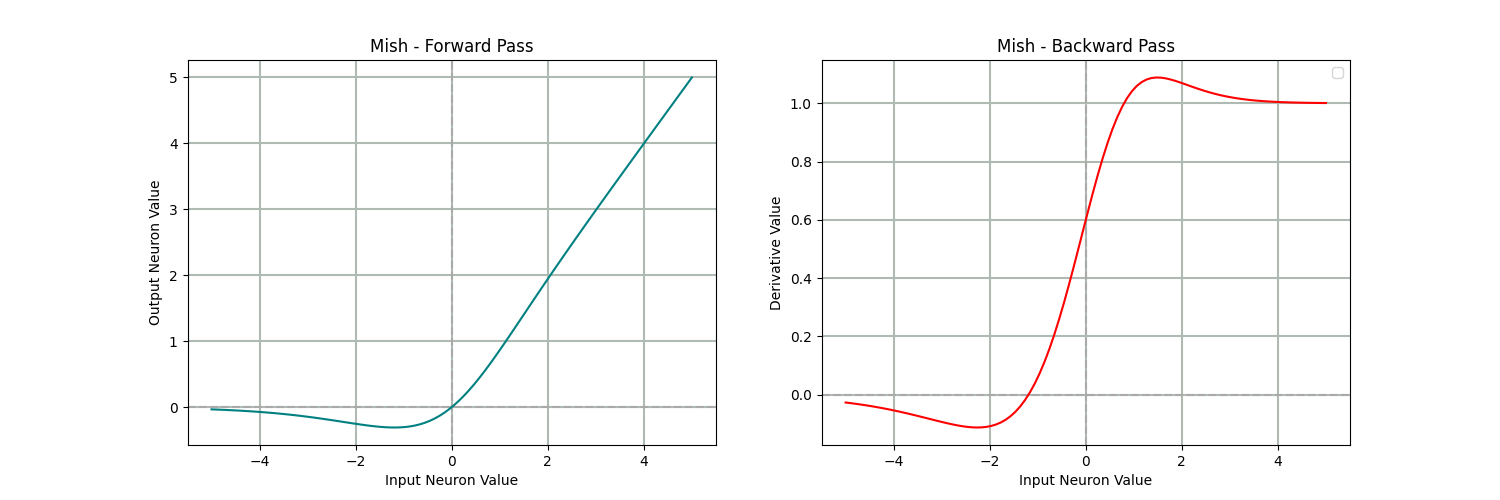 Mish - Forward Pass
Output Neuron Value
5
4
3
2
1
0
−4 −2 0 2 4
Input Neuron Value
Mish - Backward Pass
Derivative Value
1.0
0.8
0.6
0.4
0.2
0.0
−4 −2 0 2 4
Input Neuron Value